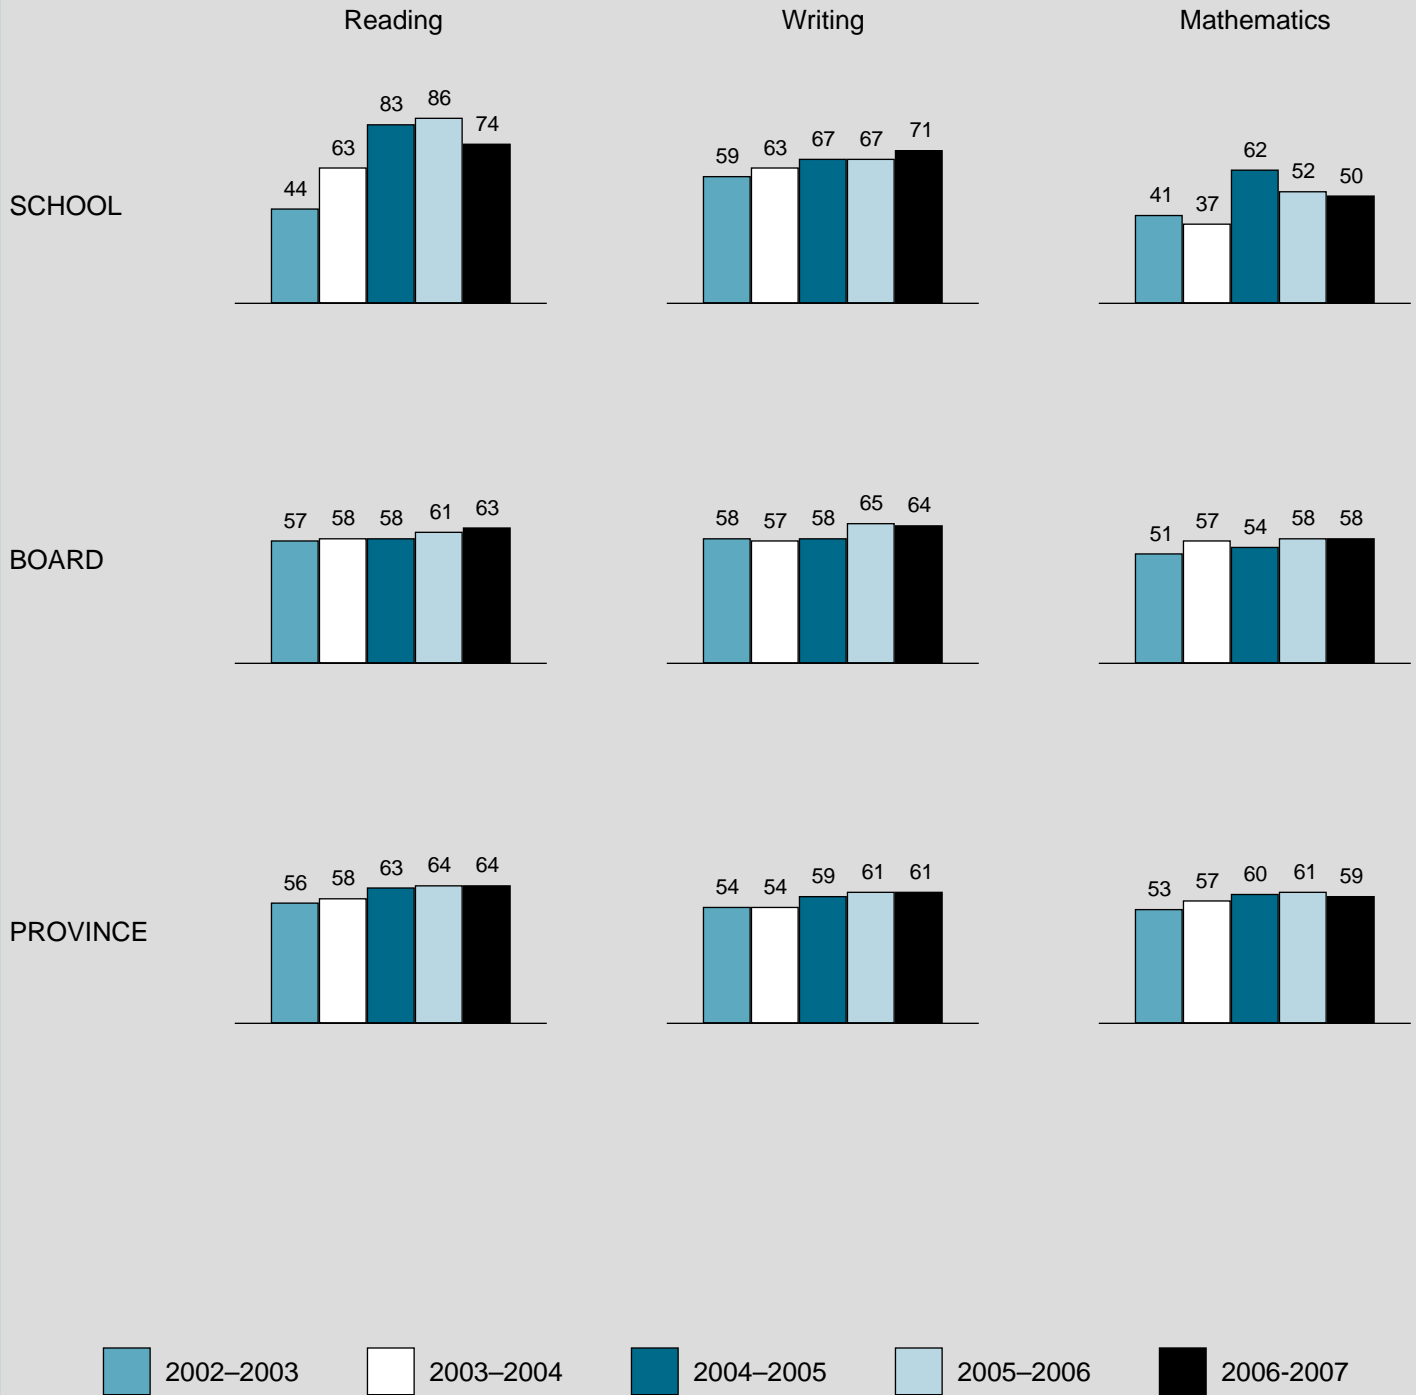 Reading Writing Mathematics
SCHOOL
44 63 83 86 74
59 63 67 67 71
41 37 62 52 50
BOARD
57 58 58 61 63
58 57 58 65 64
51 57 54 58 58
PROVINCE
56 58 63 64 64
54 54 59 61 61
53 57 60 61 59
2002–2003 2003–2004 2004–2005 2005–2006 2006-2007